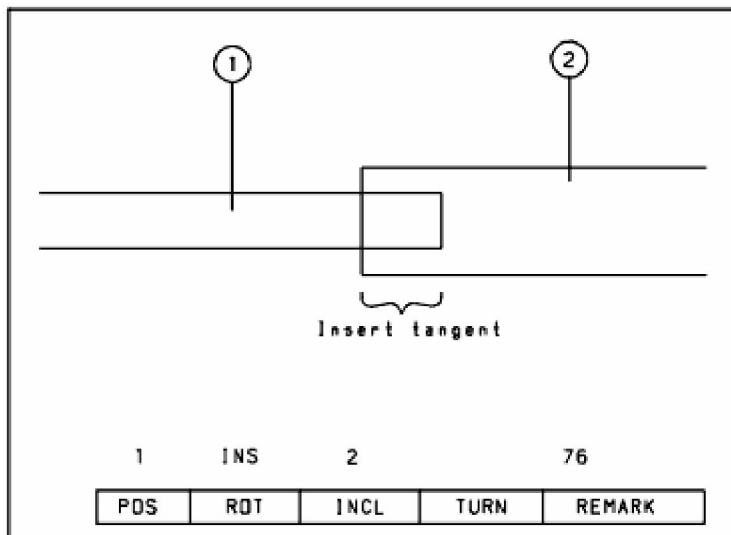 1 2
Insert tangent
1 INS 2 76
POS ROT INCL TURN REMARK